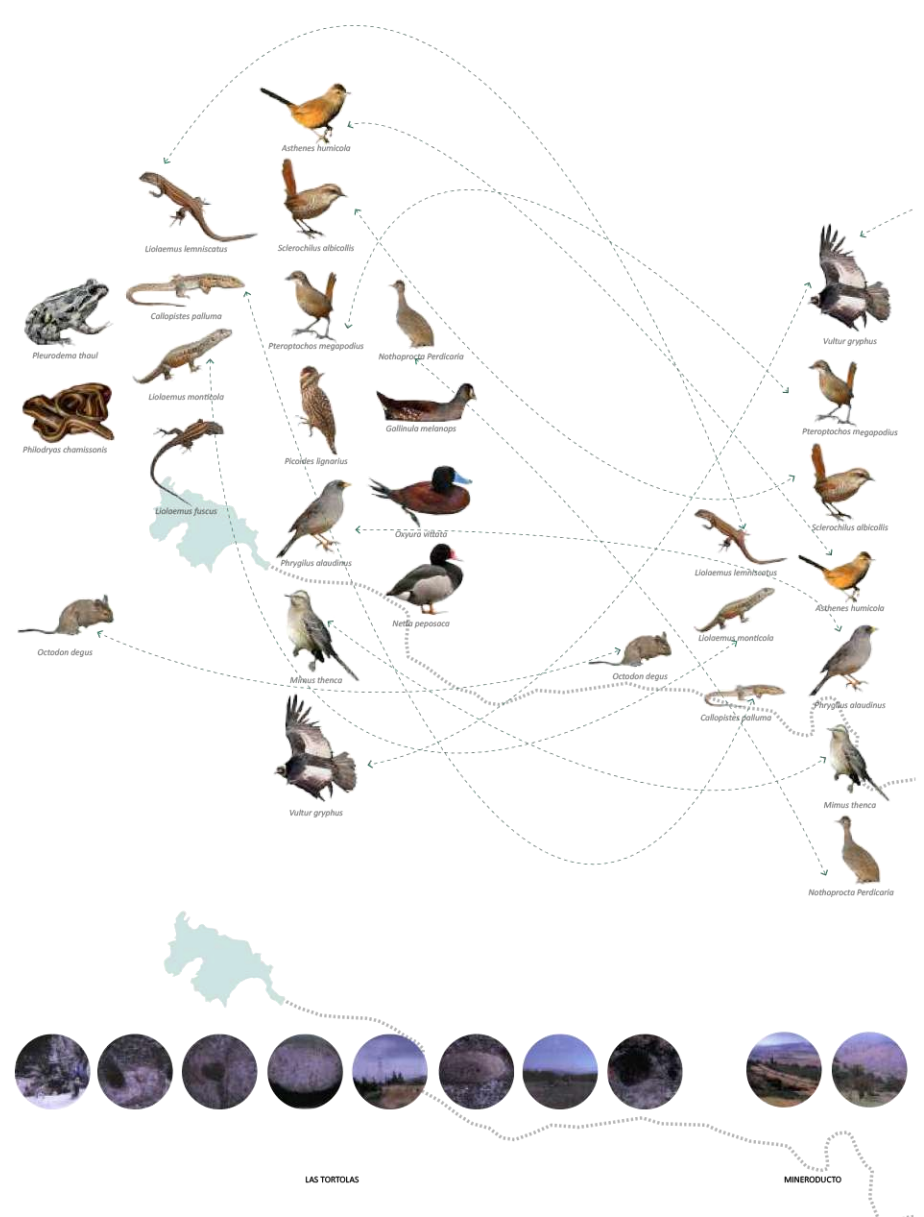 Asthenes humicola
Liolaemus lemniscatus
Sclerochilus albicollis
Callopistes palluma
Pteroptochos megapodius
Pleurodema thaul
Nothoprocta Perdicaria
Vultur gryphus
Liolaemus monticola
Philodryas chamissonis
Picoides lignarius
Gallinula melanops
Pteroptochos megapodius
Liolaemus fuscus
Oxyura vittata
Sclerochilus albicollis
Phrygilus alaudinus
Liolaemus lemniscatus
Asthenes humicola
Netta peposaca
Liolaemus monticola
Octodon degus
Mimus thenca
Octodon degus
Phrygilus alaudinus
Callopistes palluma
Vultur gryphus
Mimus thenca
Nothoprocta Perdicaria
LAS TORTOLAS
MINERODUCTO